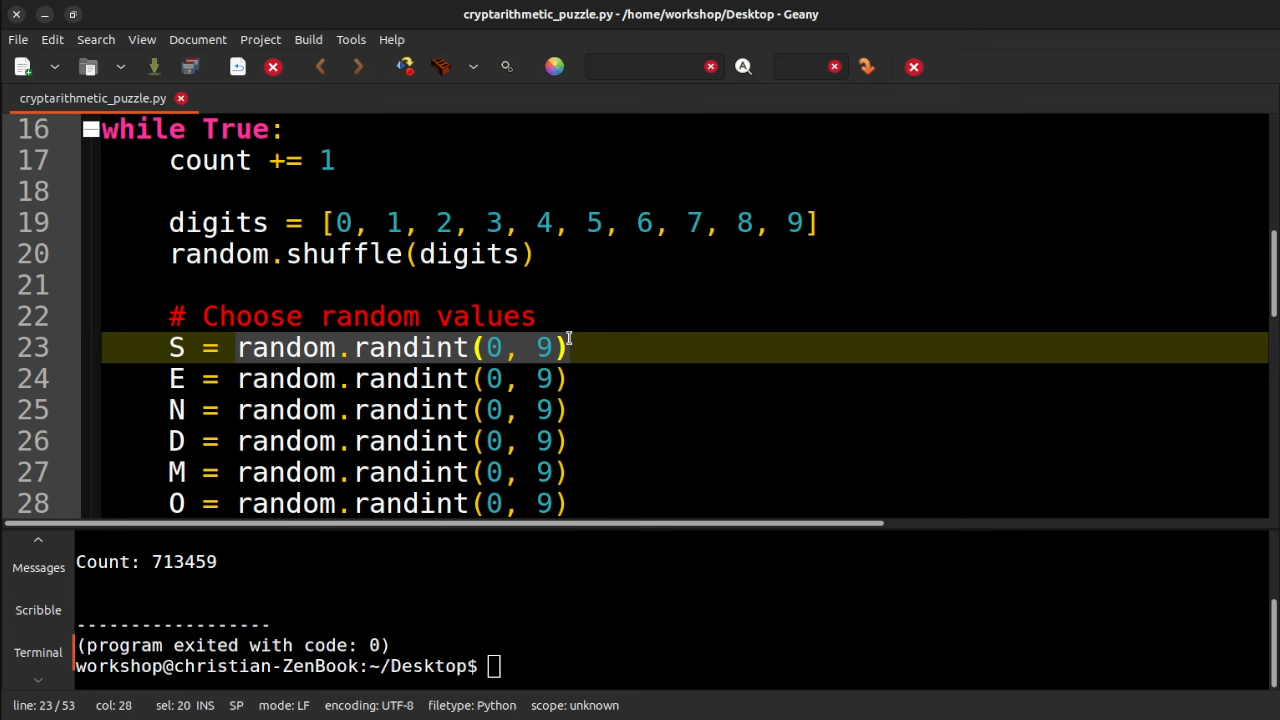 cryptarithmetic_puzzle.py - /home/workshop/Desktop - Geany
File Edit Search View Document Project Build Tools Help
cryptarithmetic_puzzle.py
16 while True:
17 count += 1
18
19 digits = [0, 1, 2, 3, 4, 5, 6, 7, 8, 9]
20 random.shuffle(digits)
21
22 # Choose random values
23 S = random.randint(0, 9)
24 E = random.randint(0, 9)
25 N = random.randint(0, 9)
26 D = random.randint(0, 9)
27 M = random.randint(0, 9)
28 O = random.randint(0, 9)
Messages
Scribble
Terminal
Count: 713459
------------------
(program exited with code: 0)
workshop@christian-ZenBook:~/Desktop$
line: 23 / 53 col: 28 sel: 20 INS SP mode: LF encoding: UTF-8 filetype: Python scope: unknown